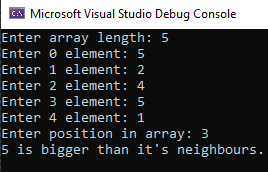 Microsoft Visual Studio Debug Console
Enter array length: 5
Enter 0 element: 5
Enter 1 element: 2
Enter 2 element: 4
Enter 3 element: 5
Enter 4 element: 1
Enter position in array: 3
5 is bigger than it's neighbours.